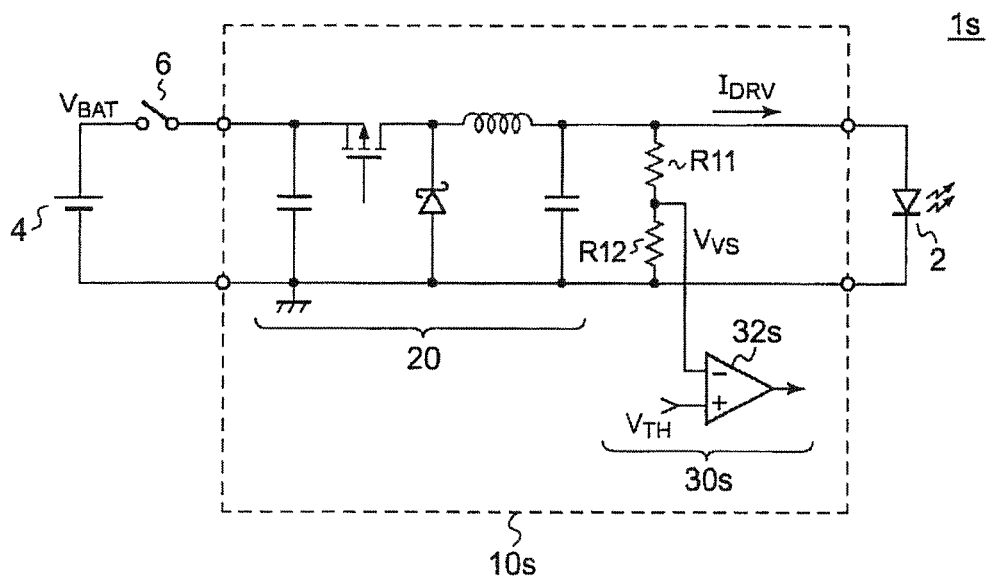 1s
6
V_BAT
I_DRV
R11
4
R12
V_VS
2
20
32s
−
+
V_TH
30s
10s